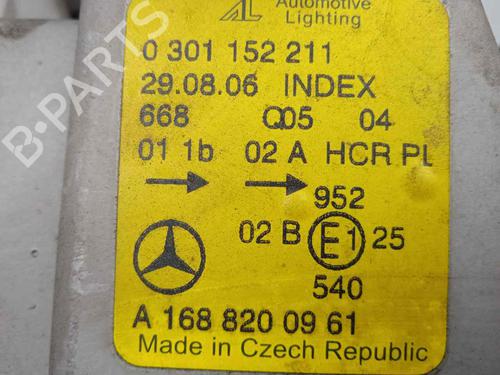 AL Automotive
Lighting
0 301 152 211
29.08.06 INDEX
668 Q05 04
01 1b 02 A HCR PL
952
02 B E1 25
540
A 168 820 09 61
Made in Czech Republic